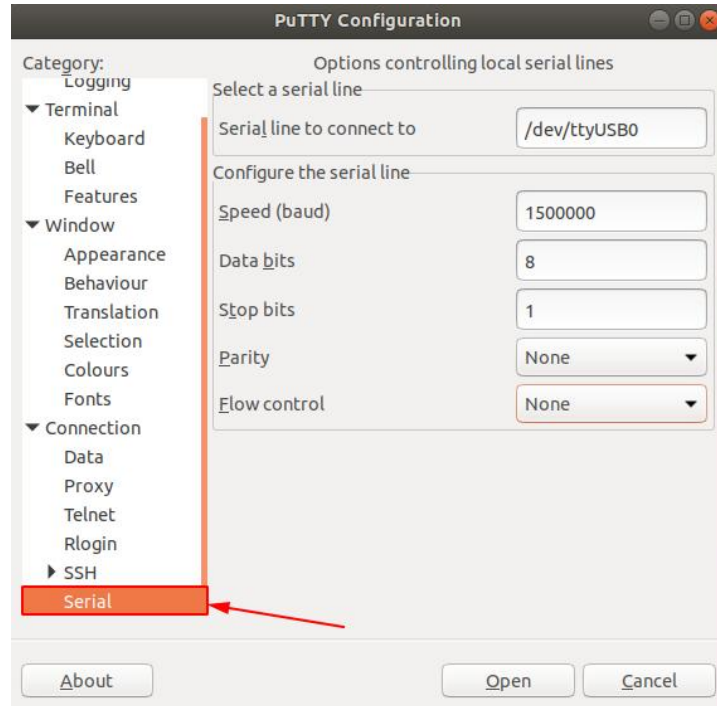 PuTTY Configuration
Category:
Logging
Terminal
Keyboard
Bell
Features
Window
Appearance
Behaviour
Translation
Selection
Colours
Fonts
Connection
Data
Proxy
Telnet
Rlogin
SSH
Serial
Options controlling local serial lines
Select a serial line
Serial line to connect to /dev/ttyUSB0
Configure the serial line
Speed (baud) 1500000
Data bits 8
Stop bits 1
Parity None
Flow control None
About Open Cancel